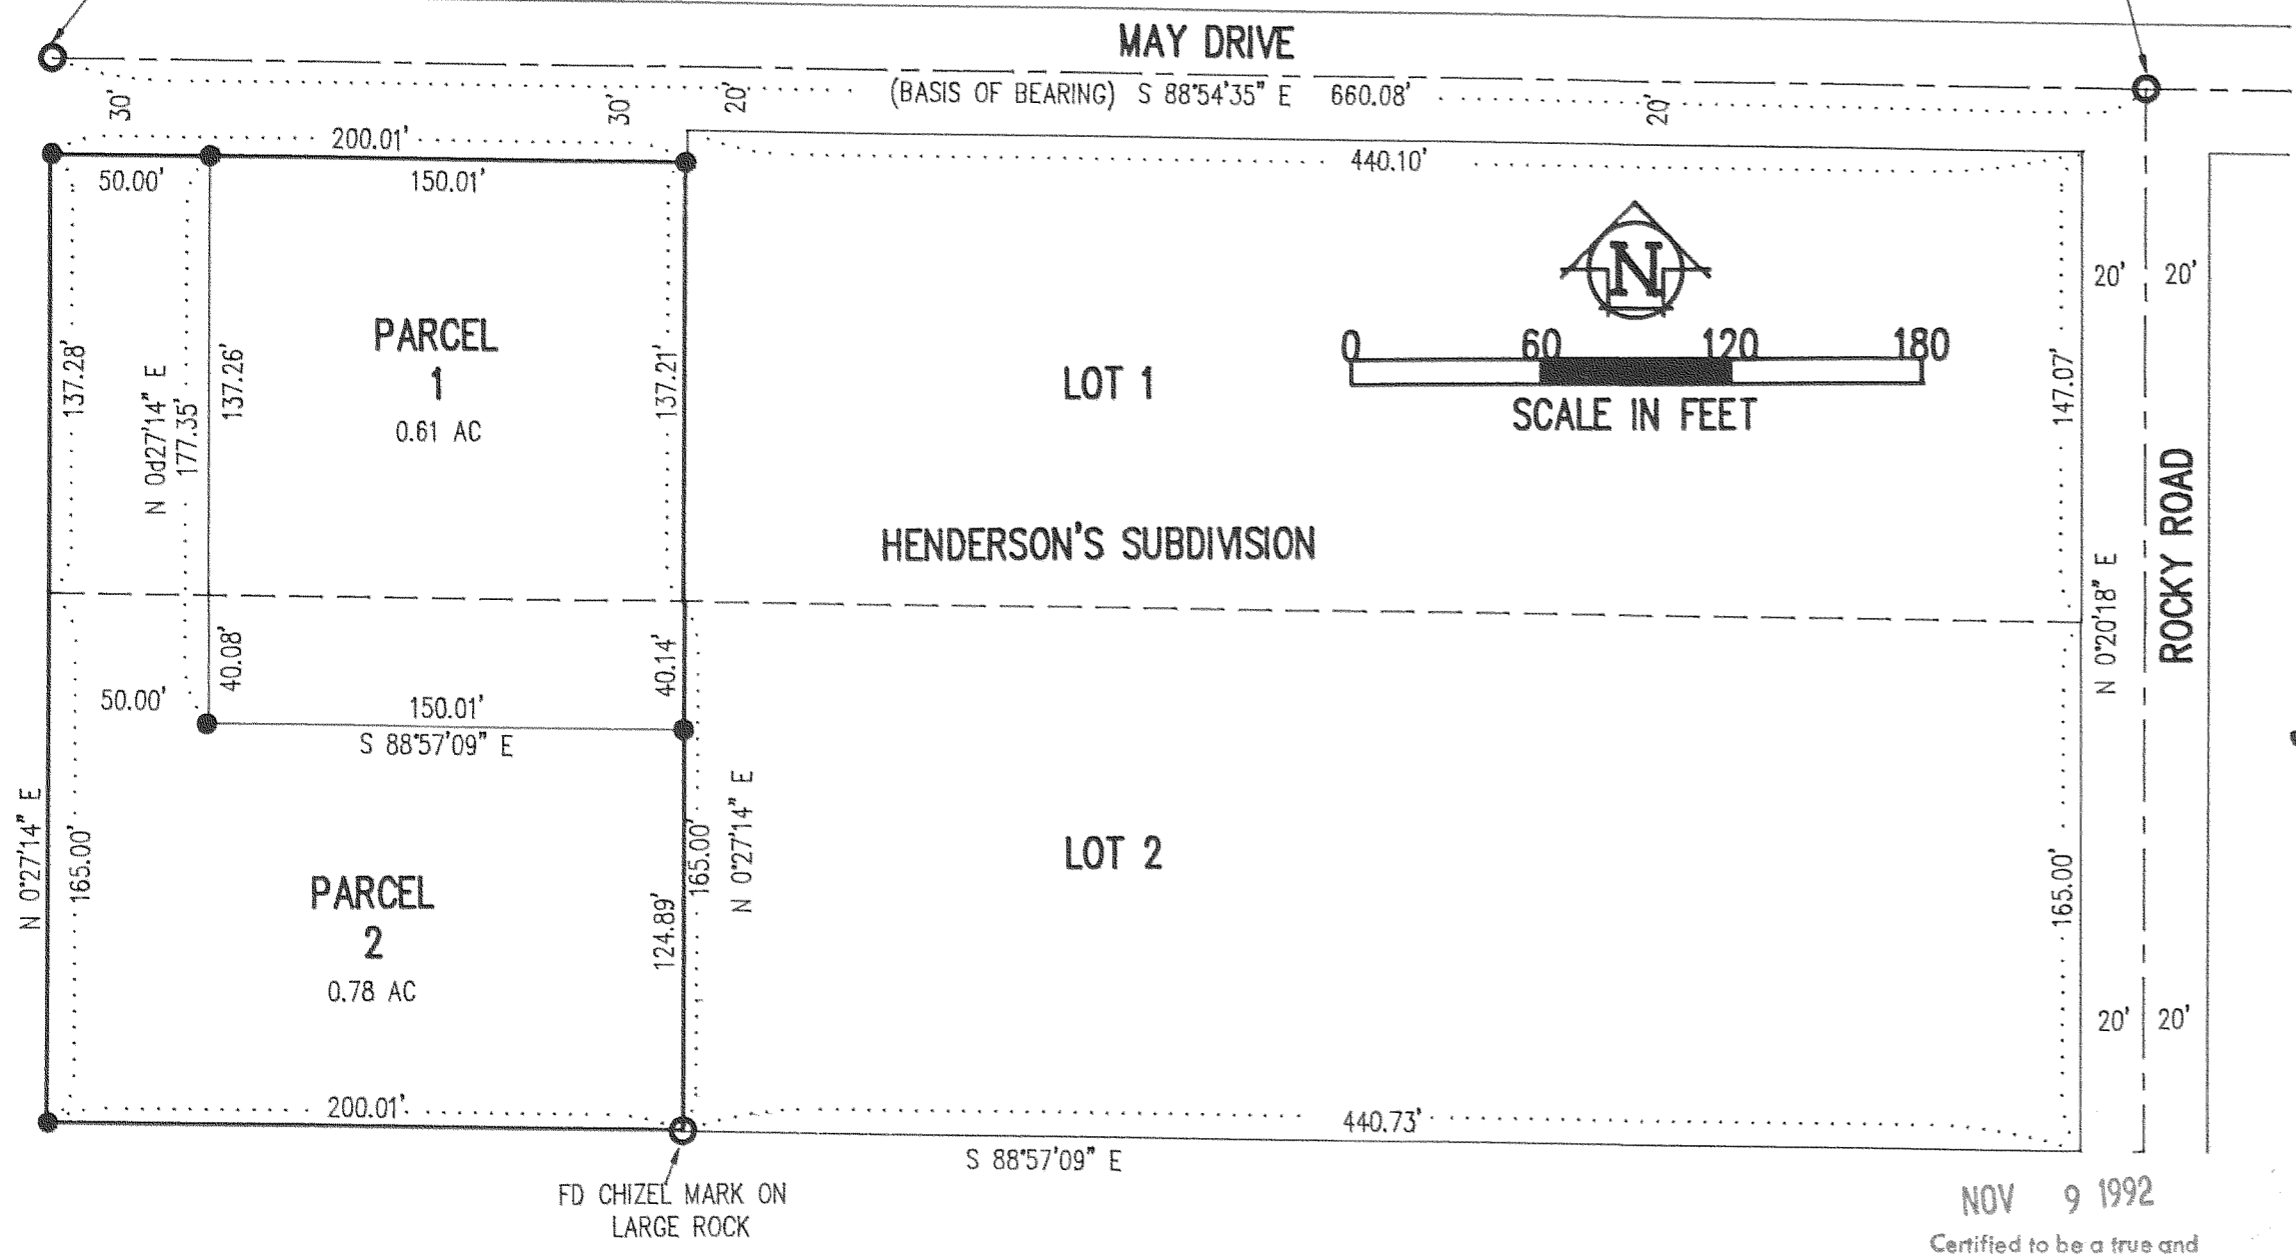 MAY DRIVE
(BASIS OF BEARING) S 88°54'35" E 660.08'
30'
30'
20'
20'
200.01'
440.10'
50.00'
150.01'
137.28'
N 0d27'14" E
177.35'
137.26'
PARCEL
1
0.61 AC
137.21'
LOT 1
N
0 60 120 180
SCALE IN FEET
147.07'
20'
20'
HENDERSON'S SUBDIVISION
ROCKY ROAD
N 0°20'18" E
40.08'
40.14'
50.00'
150.01'
S 88°57'09" E
N 0°27'14" E
165.00'
PARCEL
2
0.78 AC
124.89'
165.00'
N 0°27'14" E
LOT 2
165.00'
20'
20'
200.01'
440.73'
S 88°57'09" E
FD CHIZEL MARK ON
LARGE ROCK
NOV 9 1992
Certified to be a true and